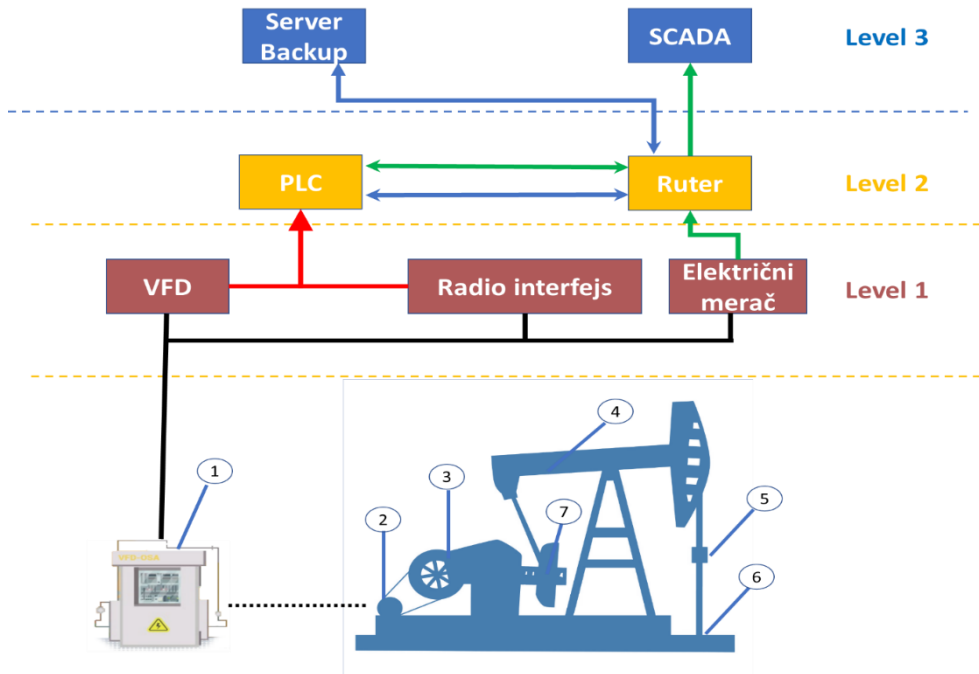 Server
Backup
SCADA
Level 3
PLC
Ruter
Level 2
VFD
Radio interfejs
Električni
merač
Level 1
1
2
3
4
5
6
7